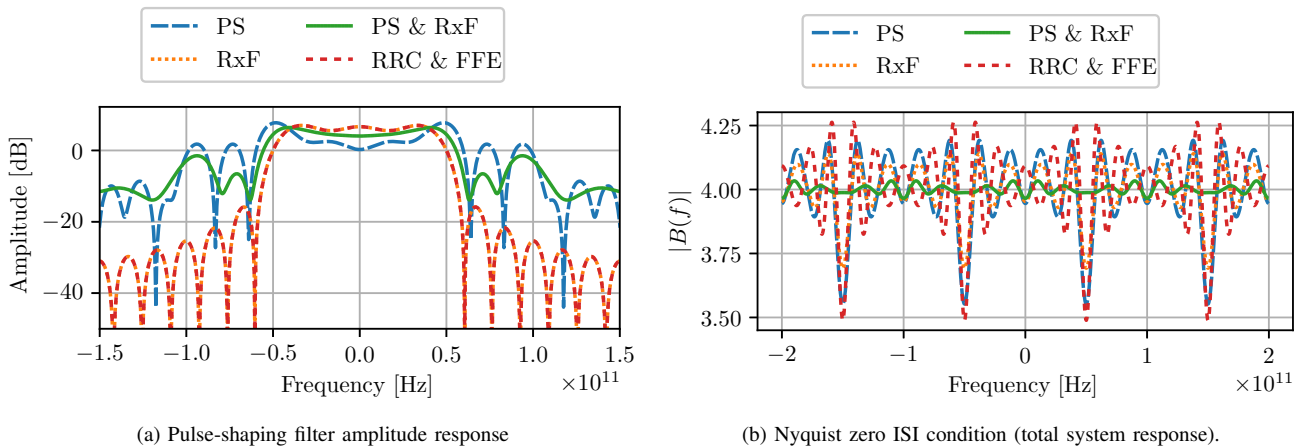 PS
PS & RxF
RxF
RRC & FFE
Amplitude [dB]
0
−20
−40
−1.5
−1.0
−0.5
0.0
0.5
1.0
1.5
Frequency [Hz]
×10^11
(a) Pulse-shaping filter amplitude response
PS
PS & RxF
RxF
RRC & FFE
|B(f)|
4.25
4.00
3.75
3.50
−2
−1
0
1
2
Frequency [Hz]
×10^11
(b) Nyquist zero ISI condition (total system response).